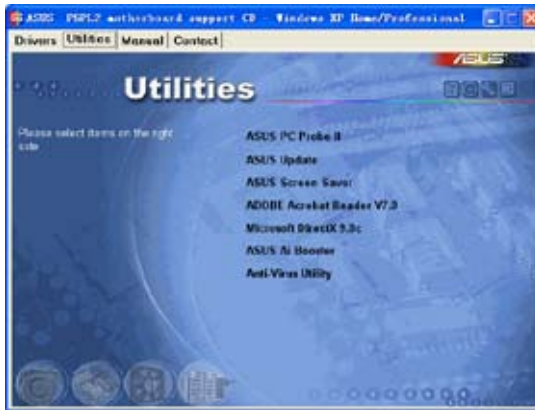 ASUS P5PL2 motherboard support CD - Windows XP Home/Professional
Drivers Utilities Manual Contact
ASUS
Utilities
Please select items on the right
side
ASUS PC Probe II
ASUS Update
ASUS Screen Saver
ADOBE Acrobat Reader V7.0
Microsoft DirectX 9.0c
ASUS Ai Booster
Anti-Virus Utility